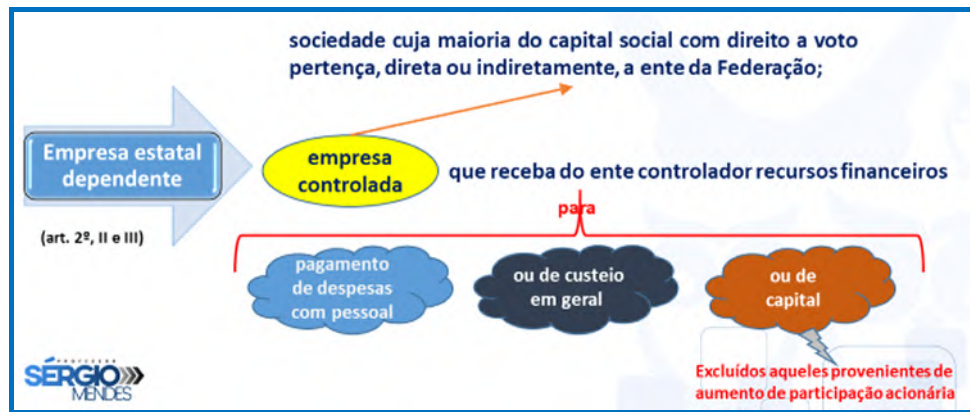 sociedade cuja maioria do capital social com direito a voto
pertença, direta ou indiretamente, a ente da Federação;
Empresa estatal
dependente
(art. 2º, II e III)
empresa
controlada
que receba do ente controlador recursos financeiros
para
pagamento
de despesas
com pessoal
ou de custeio
em geral
ou de
capital
Excluídos aqueles provenientes de
aumento de participação acionária
PROFESSOR
SÉRGIO
MENDES